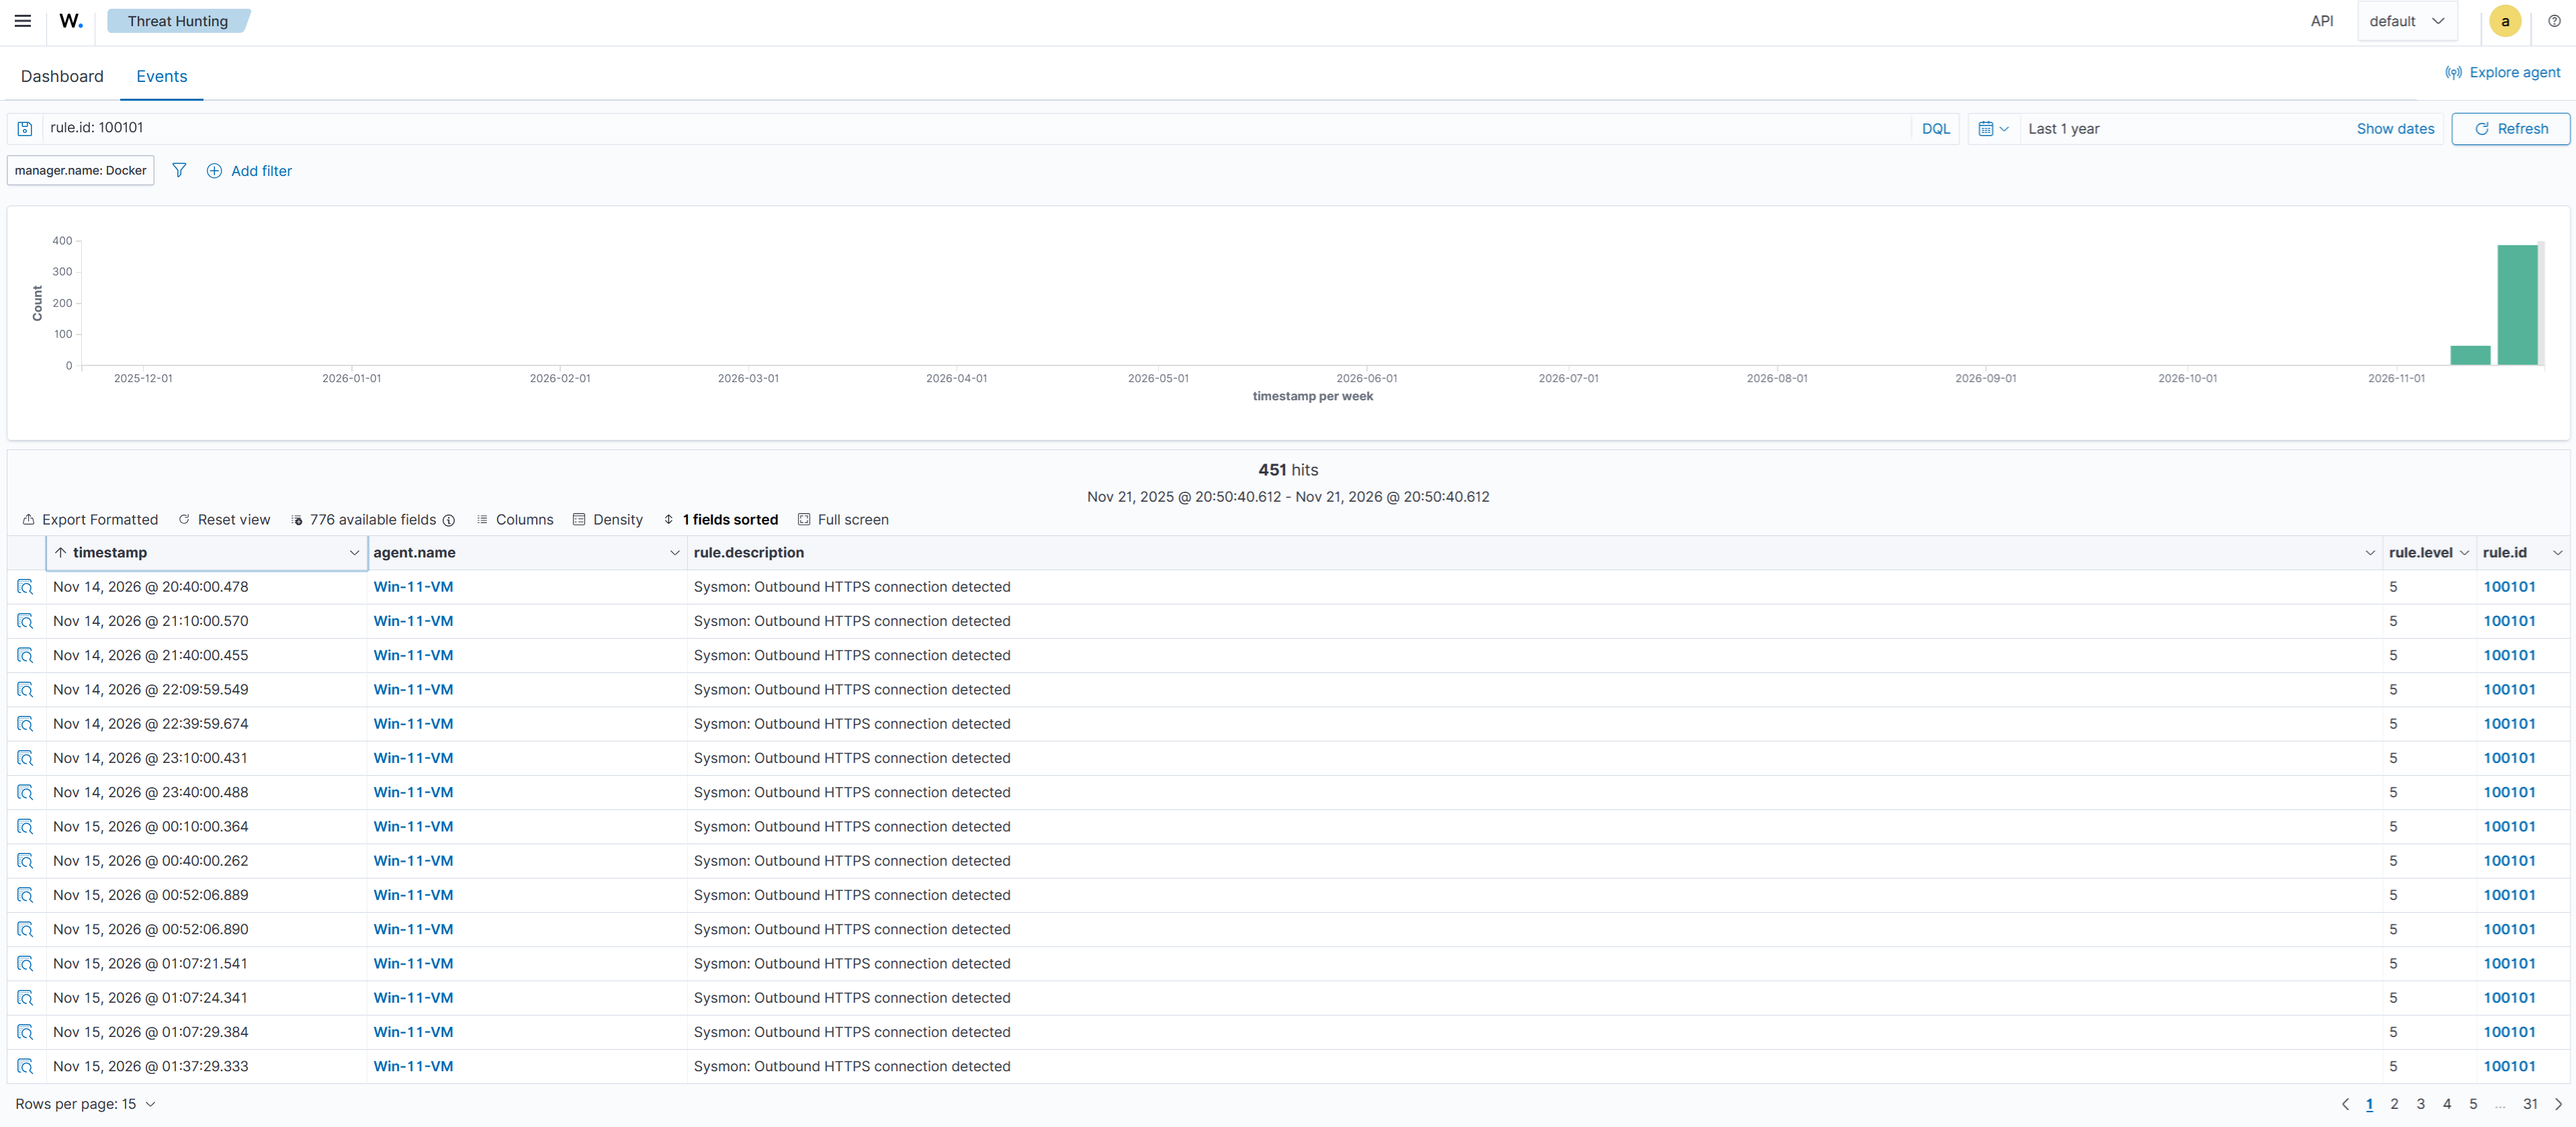 W. Threat Hunting API default a
Dashboard Events Explore agent
rule.id: 100101 DQL Last 1 year Show dates Refresh
manager.name: Docker Add filter
400
300
200
100
0
Count
2025-12-01 2026-01-01 2026-02-01 2026-03-01 2026-04-01 2026-05-01 2026-06-01 2026-07-01 2026-08-01 2026-09-01 2026-10-01 2026-11-01
timestamp per week
451 hits
Nov 21, 2025 @ 20:50:40.612 - Nov 21, 2026 @ 20:50:40.612
Export Formatted Reset view 776 available fields Columns Density 1 fields sorted Full screen
timestamp agent.name rule.description rule.level rule.id
Nov 14, 2026 @ 20:40:00.478 Win-11-VM Sysmon: Outbound HTTPS connection detected 5 100101
Nov 14, 2026 @ 21:10:00.570 Win-11-VM Sysmon: Outbound HTTPS connection detected 5 100101
Nov 14, 2026 @ 21:40:00.455 Win-11-VM Sysmon: Outbound HTTPS connection detected 5 100101
Nov 14, 2026 @ 22:09:59.549 Win-11-VM Sysmon: Outbound HTTPS connection detected 5 100101
Nov 14, 2026 @ 22:39:59.674 Win-11-VM Sysmon: Outbound HTTPS connection detected 5 100101
Nov 14, 2026 @ 23:10:00.431 Win-11-VM Sysmon: Outbound HTTPS connection detected 5 100101
Nov 14, 2026 @ 23:40:00.488 Win-11-VM Sysmon: Outbound HTTPS connection detected 5 100101
Nov 15, 2026 @ 00:10:00.364 Win-11-VM Sysmon: Outbound HTTPS connection detected 5 100101
Nov 15, 2026 @ 00:40:00.262 Win-11-VM Sysmon: Outbound HTTPS connection detected 5 100101
Nov 15, 2026 @ 00:52:06.889 Win-11-VM Sysmon: Outbound HTTPS connection detected 5 100101
Nov 15, 2026 @ 00:52:06.890 Win-11-VM Sysmon: Outbound HTTPS connection detected 5 100101
Nov 15, 2026 @ 01:07:21.541 Win-11-VM Sysmon: Outbound HTTPS connection detected 5 100101
Nov 15, 2026 @ 01:07:24.341 Win-11-VM Sysmon: Outbound HTTPS connection detected 5 100101
Nov 15, 2026 @ 01:07:29.384 Win-11-VM Sysmon: Outbound HTTPS connection detected 5 100101
Nov 15, 2026 @ 01:37:29.333 Win-11-VM Sysmon: Outbound HTTPS connection detected 5 100101
Rows per page: 15 1 2 3 4 5 ... 31